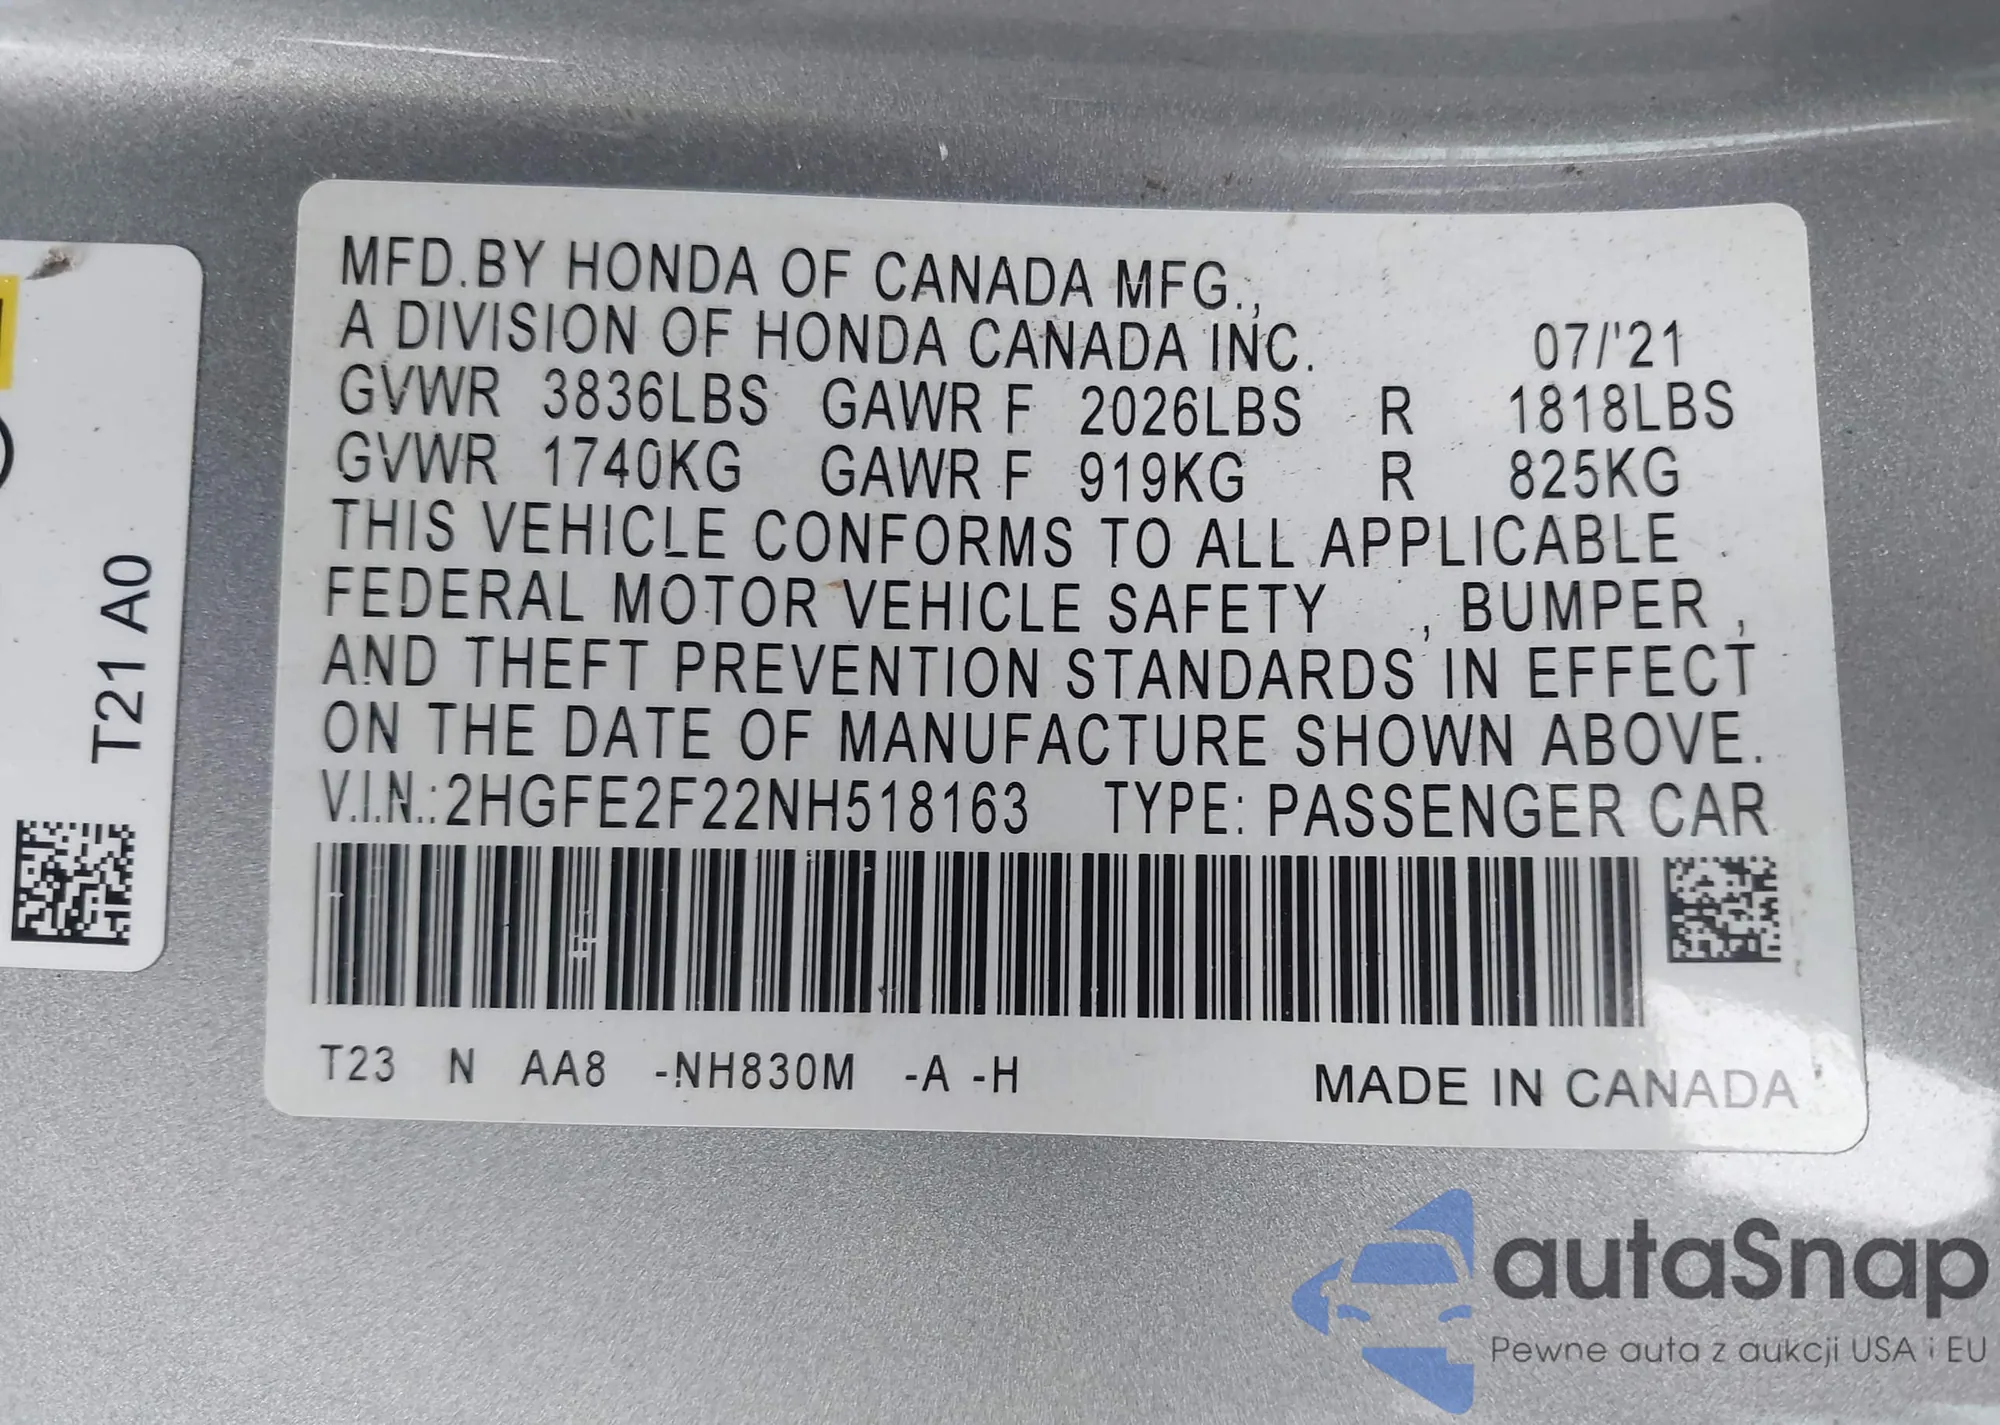 MFD.BY HONDA OF CANADA MFG.,
A DIVISION OF HONDA CANADA INC. 07/'21
GVWR 3836LBS GAWR F 2026LBS R 1818LBS
GVWR 1740KG GAWR F 919KG R 825KG
THIS VEHICLE CONFORMS TO ALL APPLICABLE
FEDERAL MOTOR VEHICLE SAFETY , BUMPER ,
AND THEFT PREVENTION STANDARDS IN EFFECT
ON THE DATE OF MANUFACTURE SHOWN ABOVE.
V.I.N.:2HGFE2F22NH518163 TYPE: PASSENGER CAR
T23 N AA8 -NH830M -A -H MADE IN CANADA
T21 A0
autaSnap
Pewne auta z aukcji USA i EU